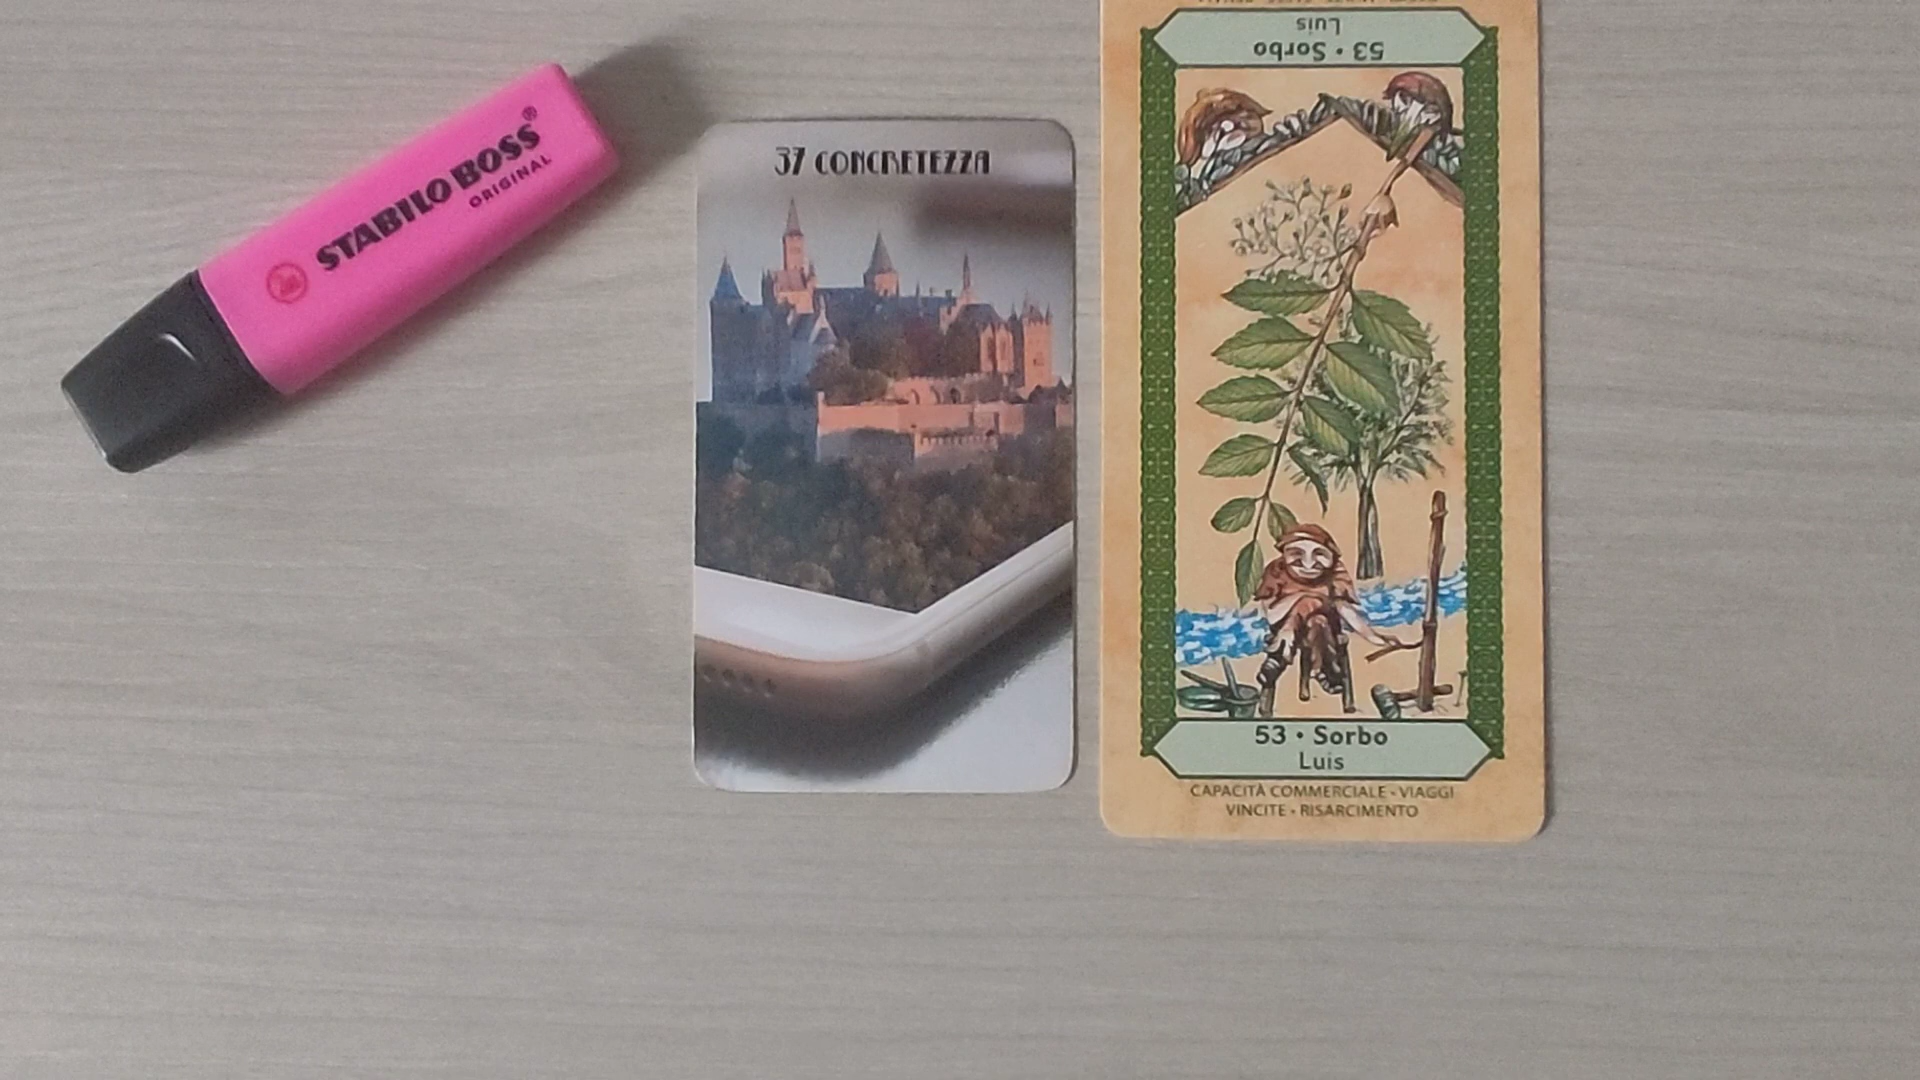 STABILO BOSS®
ORIGINAL
37 CONCRETEZZA
53 • Sorbo
Luis
53 • Sorbo
Luis
CAPACITÀ COMMERCIALE - VIAGGI
VINCITE - RISARCIMENTO